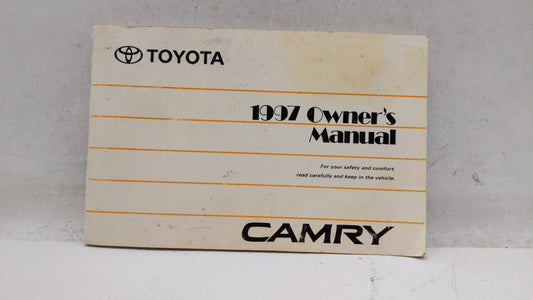 TOYOTA
1997 Owner's
Manual
For your safety and comfort,
read carefully and keep in the vehicle.
CAMRY